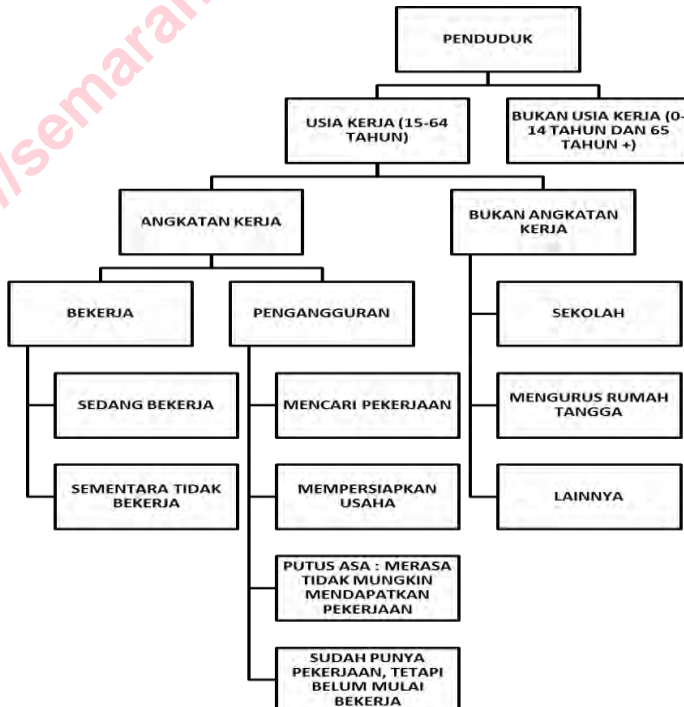 //semaran
PENDUDUK
USIA KERJA (15-64
TAHUN)
BUKAN USIA KERJA (0-
14 TAHUN DAN 65
TAHUN +)
ANGKATAN KERJA
BUKAN ANGKATAN
KERJA
BEKERJA
PENGANGGURAN
SEKOLAH
SEDANG BEKERJA
MENCARI PEKERJAAN
MENGURUS RUMAH
TANGGA
SEMENTARA TIDAK
BEKERJA
MEMPERSIAPKAN
USAHA
LAINNYA
PUTUS ASA : MERASA
TIDAK MUNGKIN
MENDAPATKAN
PEKERJAAN
SUDAH PUNYA
PEKERJAAN, TETAPI
BELUM MULAI
BEKERJA